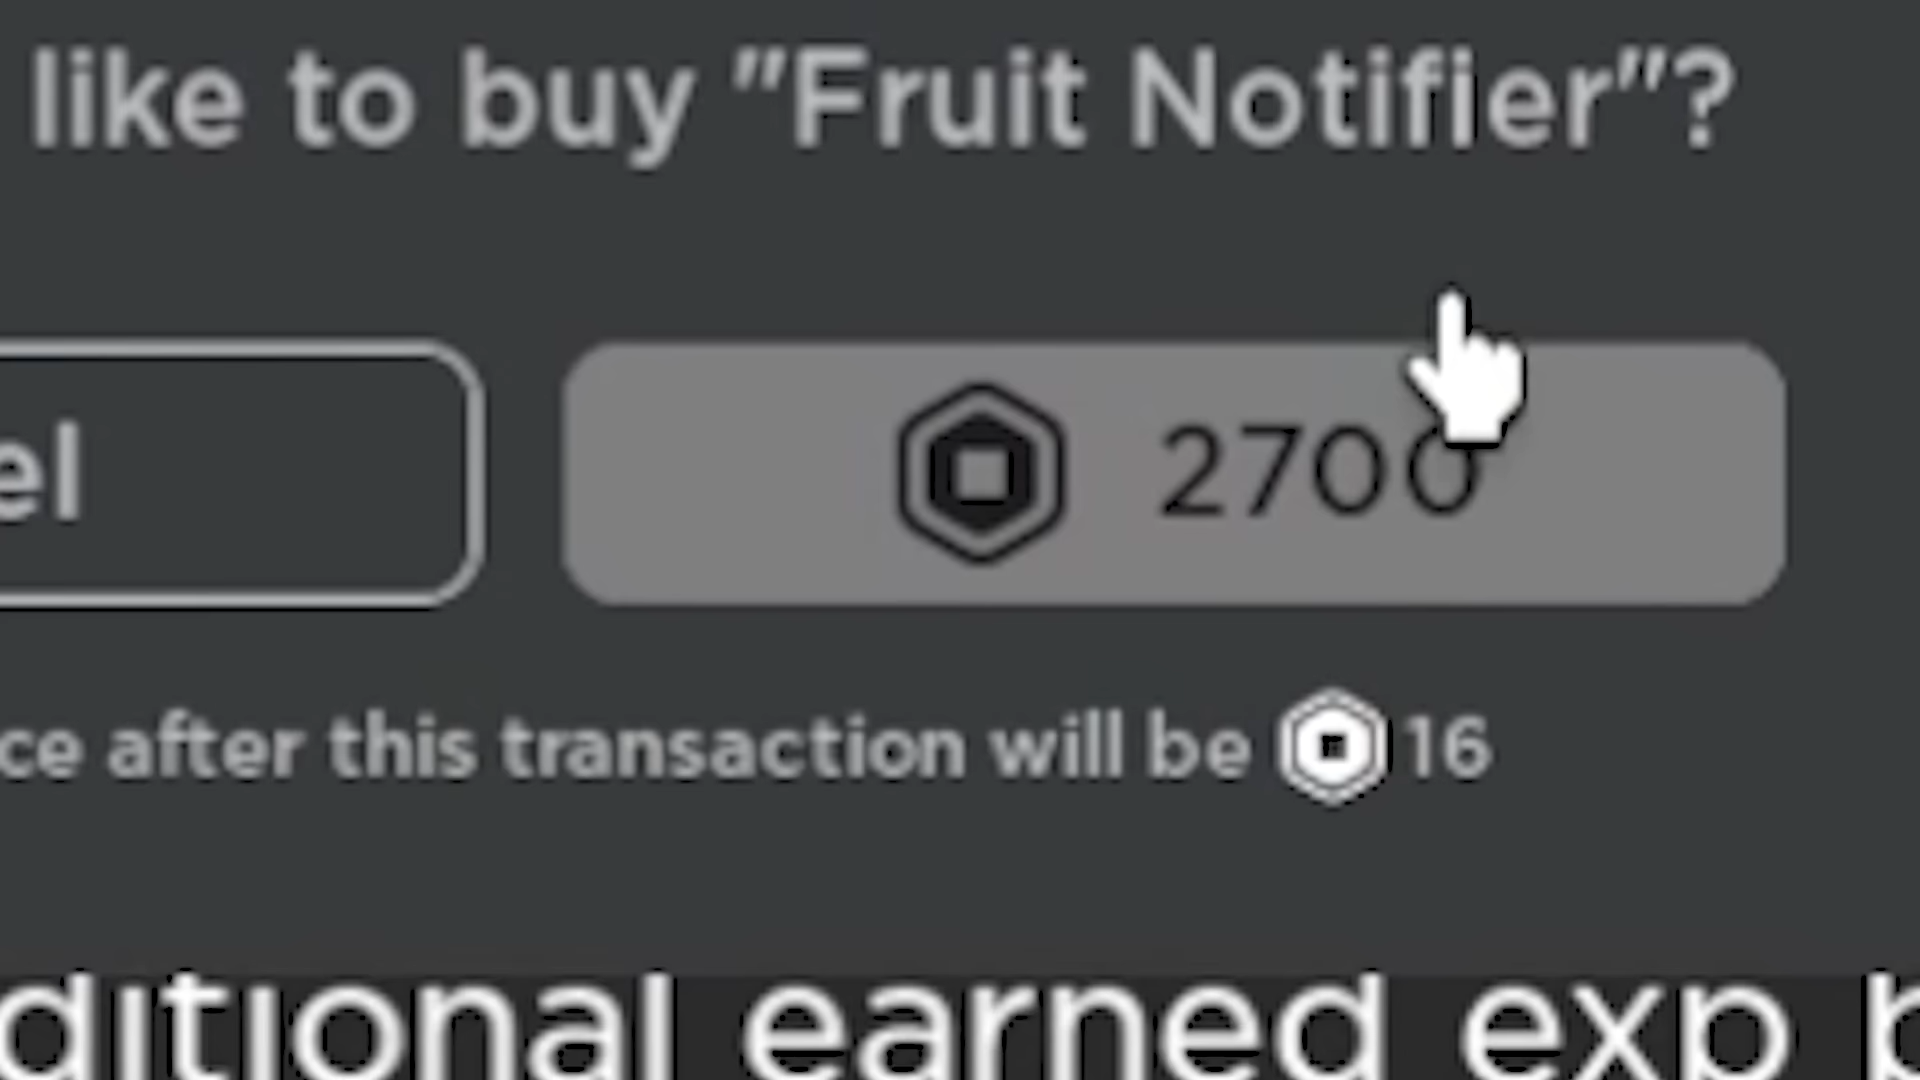 like to buy "Fruit Notifier"?
el
2700
ce after this transaction will be 16
ditional earned exp b